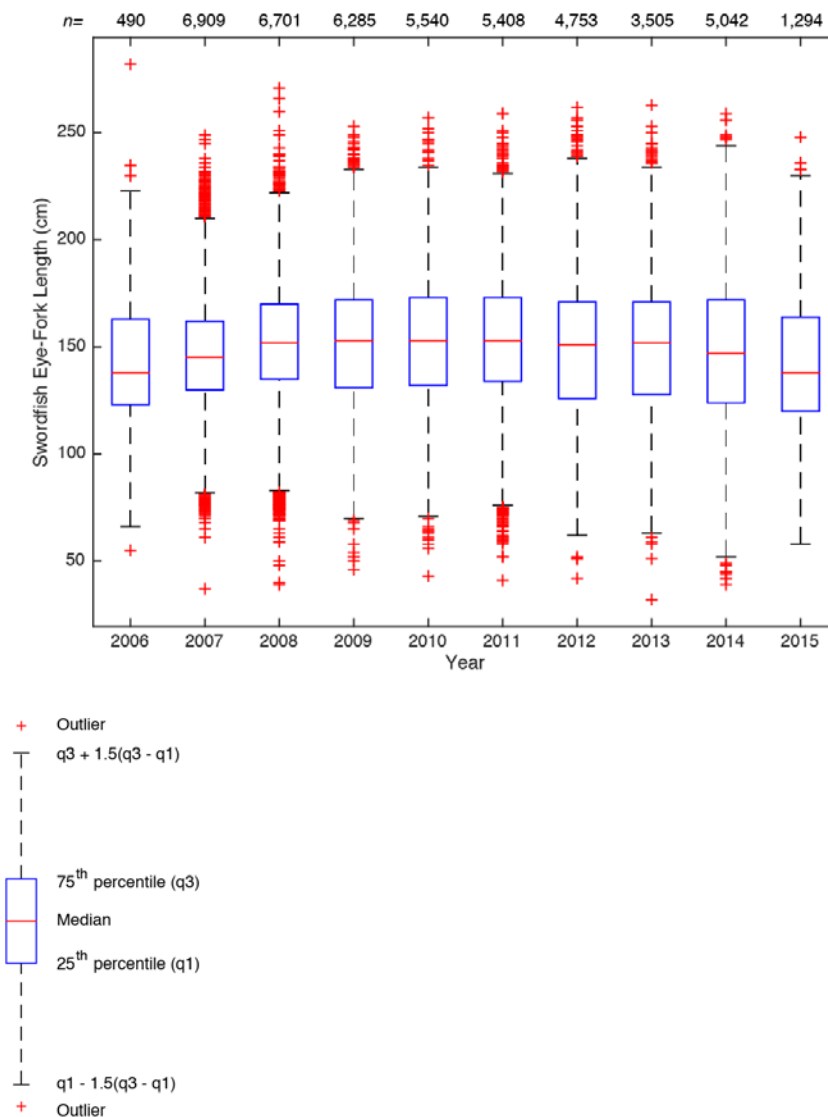 n= 490 6,909 6,701 6,285 5,540 5,408 4,753 3,505 5,042 1,294
250
200
150
100
50
Swordfish Eye-Fork Length (cm)
2006 2007 2008 2009 2010 2011 2012 2013 2014 2015
Year
Outlier
q3 + 1.5(q3 - q1)
75th percentile (q3)
Median
25th percentile (q1)
q1 - 1.5(q3 - q1)
Outlier